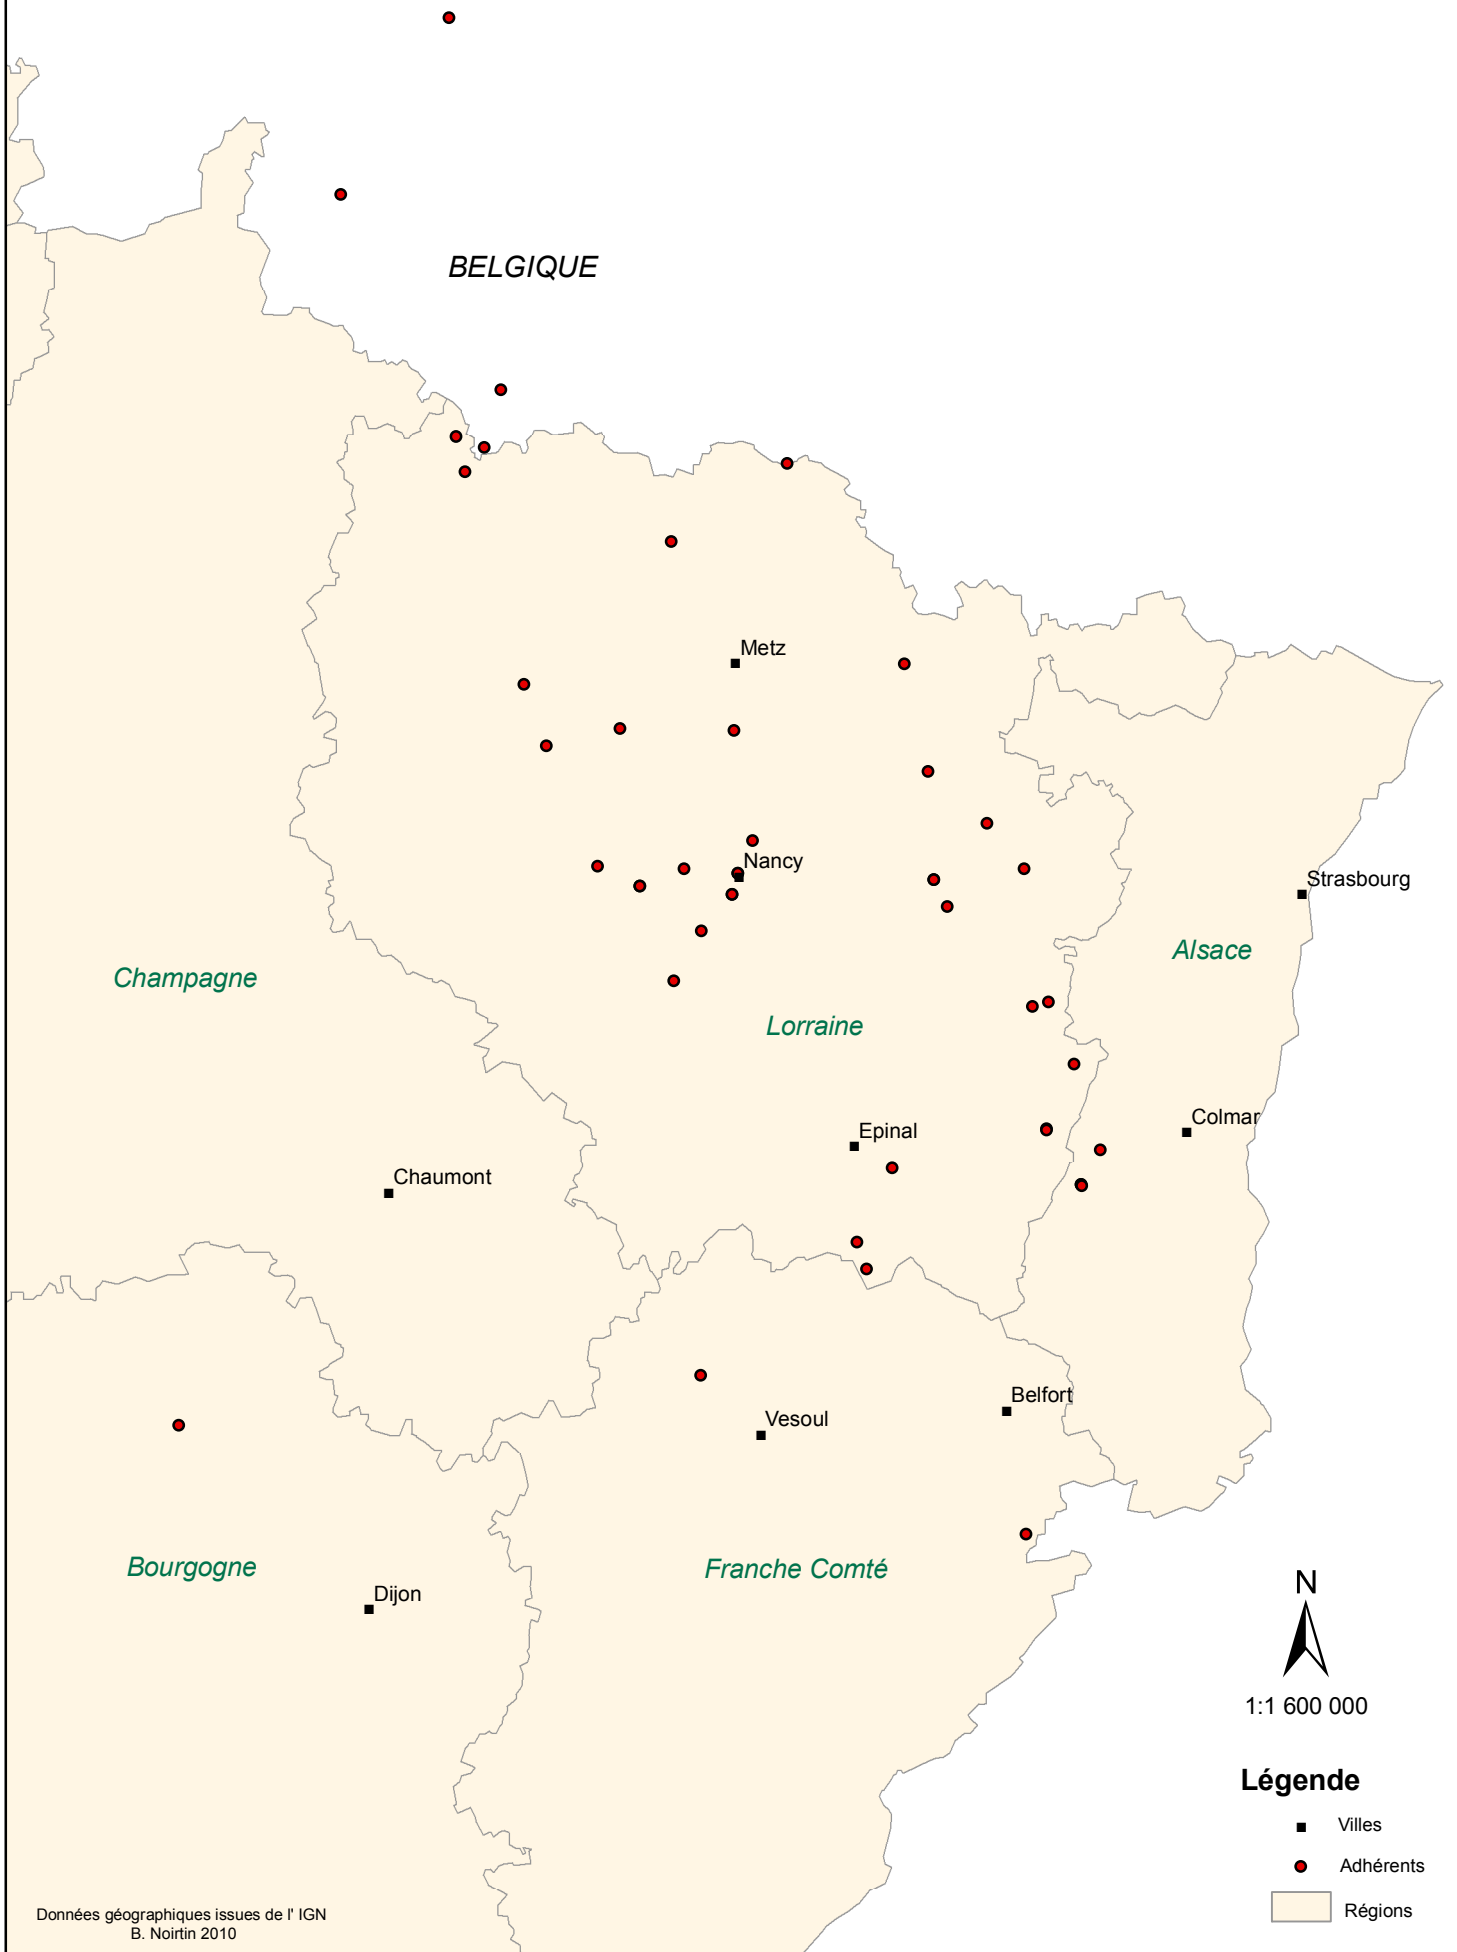 BELGIQUE
Metz
Nancy
Strasbourg
Alsace
Champagne
Lorraine
Colmar
Epinal
Chaumont
Belfort
Vesoul
Bourgogne
Franche Comté
Dijon
N
1:1 600 000
Légende
Villes
Adhérents
Régions
Données géographiques issues de l' IGN
B. Noirtin 2010